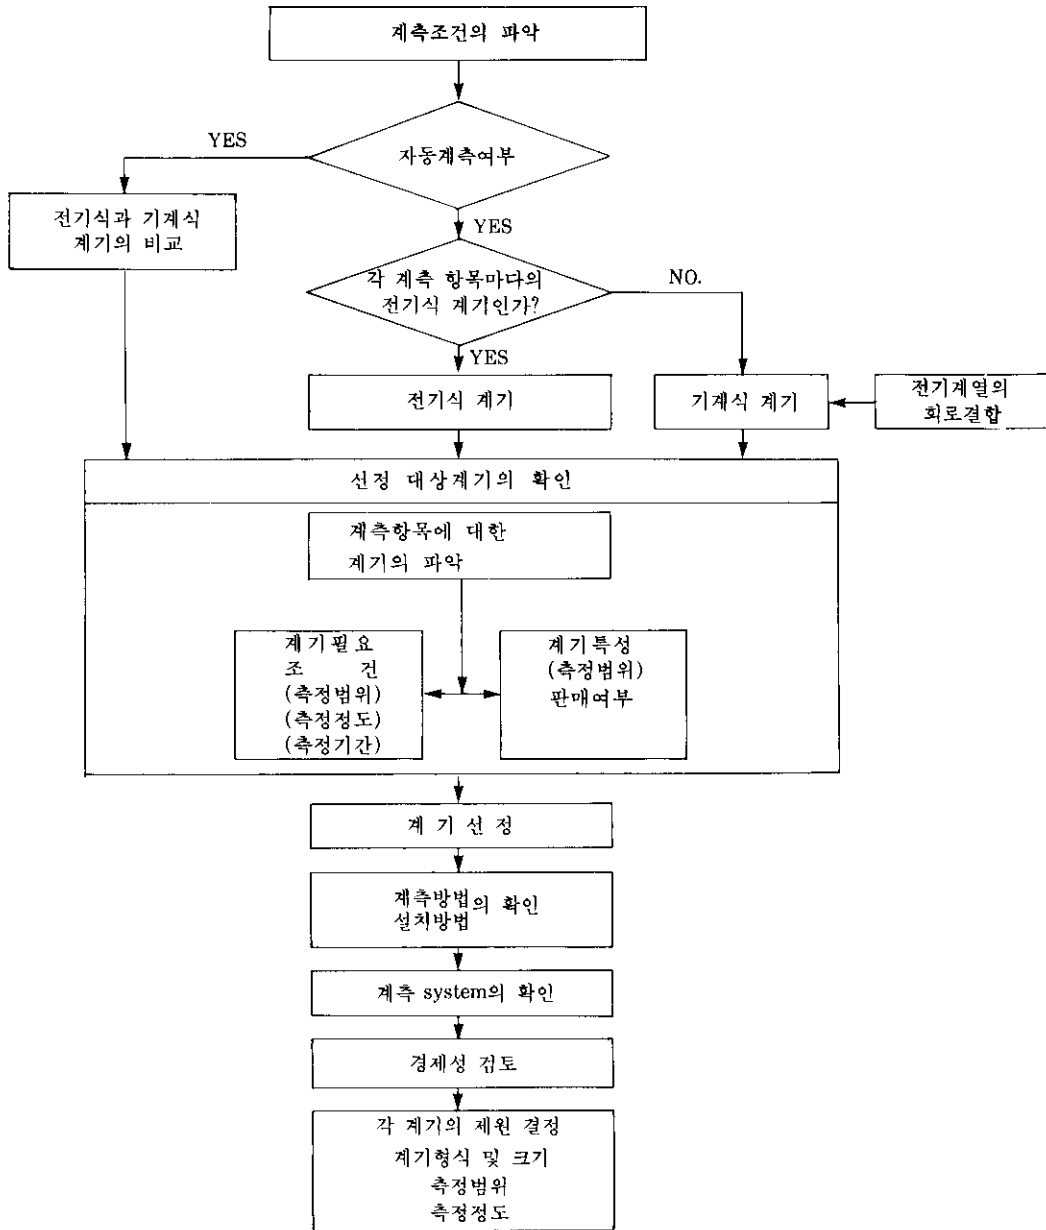 계측조건의 파악
YES
자동계측여부
전기식과 기계식
계기의 비교
YES
각 계측 항목마다의
전기식 계기인가?
NO.
YES
전기식 계기
기계식 계기
전기계열의
회로결합
선정 대상계기의 확인
계측항목에 대한
계기의 파악
계기필요
조 건
(측정범위)
(측정정도)
(측정기간)
계기특성
(측정범위)
판매여부
계 기 선 정
계측방법
설치방법
의 확인
계측 system의 확인
경제성 검토
각 계기의 제원 결정
계기형식 및 크기
측정범위
측정정도